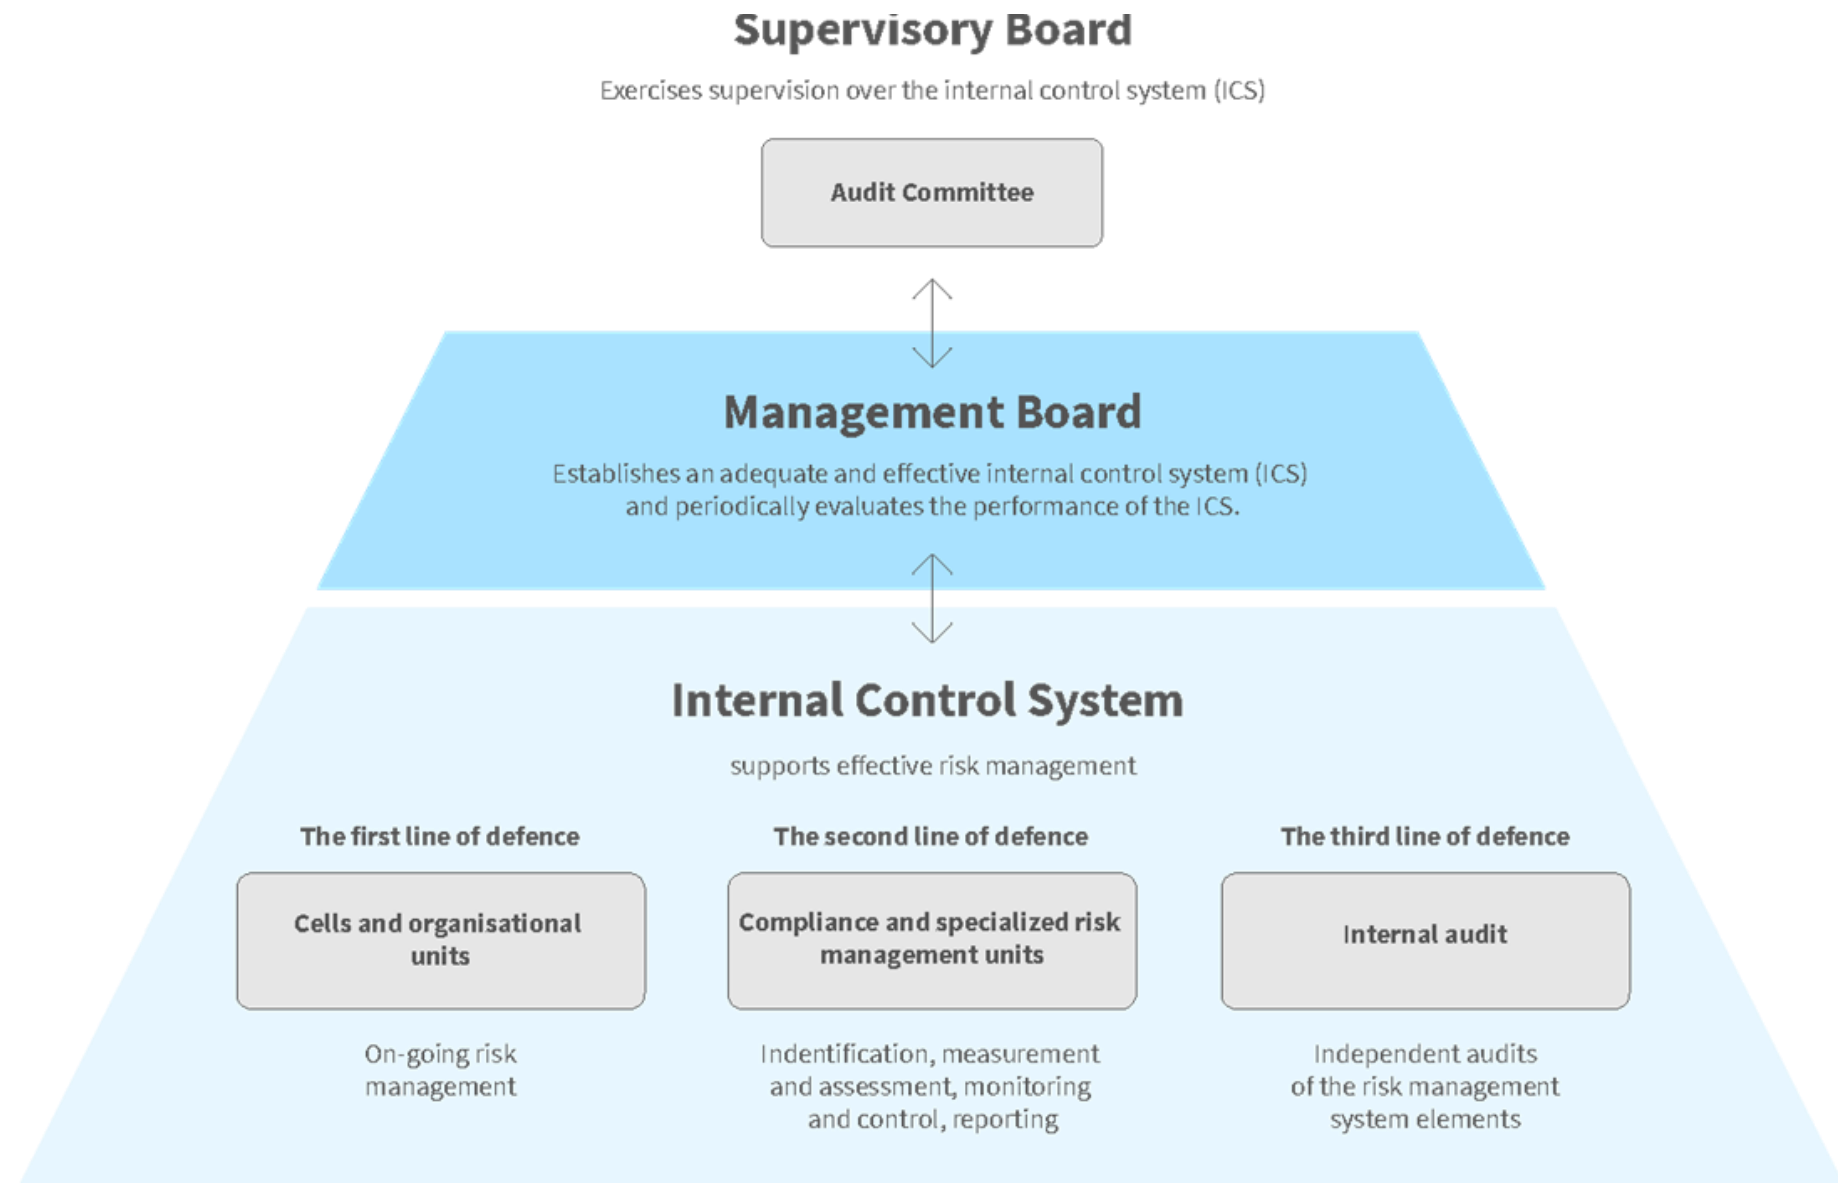 Supervisory Board
Exercises supervision over the internal control system (ICS)
Audit Committee
Management Board
Establishes an adequate and effective internal control system (ICS)
and periodically evaluates the performance of the ICS.
Internal Control System
supports effective risk management
The first line of defence
Cells and organisational
units
On-going risk
management
The second line of defence
Compliance and specialized risk
management units
Indentification, measurement
and assessment, monitoring
and control, reporting
The third line of defence
Internal audit
Independent audits
of the risk management
system elements